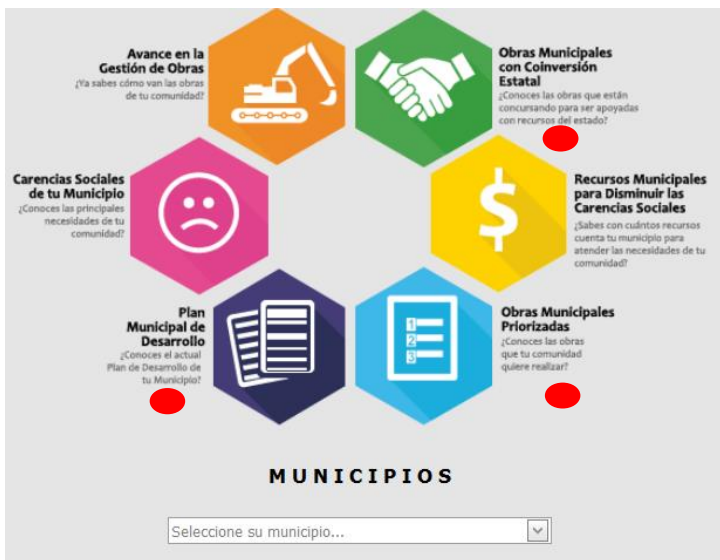 Avance en la
Gestión de Obras
¿Ya sabes cómo van las obras
de tu comunidad?
Obras Municipales
con Coinversión
Estatal
¿Conoces las obras que están
concursando para ser apoyadas
con recursos del estado?
Carencias Sociales
de tu Municipio
¿Conoces las principales
necesidades de tu
comunidad?
$
Recursos Municipales
para Disminuir las
Carencias Sociales
¿Sabes con cuántos recursos
cuenta tu municipio para
atender las necesidades de tu
comunidad?
Plan
Municipal de
Desarrollo
¿Conoces el actual
Plan de Desarrollo de
tu Municipio?
1
2
3
Obras Municipales
Priorizadas
¿Conoces las obras
que tu comunidad
quiere realizar?
MUNICIPIOS
Seleccione su municipio...